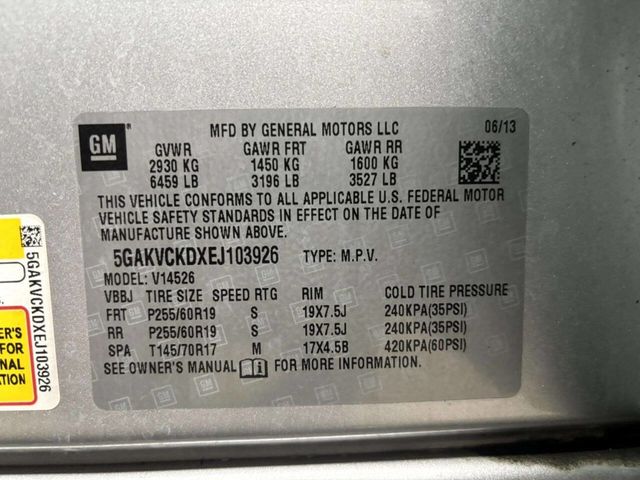 GM
MFD BY GENERAL MOTORS LLC 06/13
GVWR GAWR FRT GAWR RR
2930 KG 1450 KG 1600 KG
6459 LB 3196 LB 3527 LB
THIS VEHICLE CONFORMS TO ALL APPLICABLE U.S. FEDERAL MOTOR
VEHICLE SAFETY STANDARDS IN EFFECT ON THE DATE OF
MANUFACTURE SHOWN ABOVE.
5GAKVCKDXEJ103926 TYPE: M.P.V.
MODEL: V14526
VBBJ TIRE SIZE SPEED RTG RIM COLD TIRE PRESSURE
FRT P255/60R19 S 19X7.5J 240KPA(35PSI)
RR P255/60R19 S 19X7.5J 240KPA(35PSI)
SPA T145/70R17 M 17X4.5B 420KPA(60PSI)
SEE OWNER'S MANUAL FOR MORE INFORMATION.
5GAKVCKDXEJ103926
ER'S
FOR
NAL
ATION